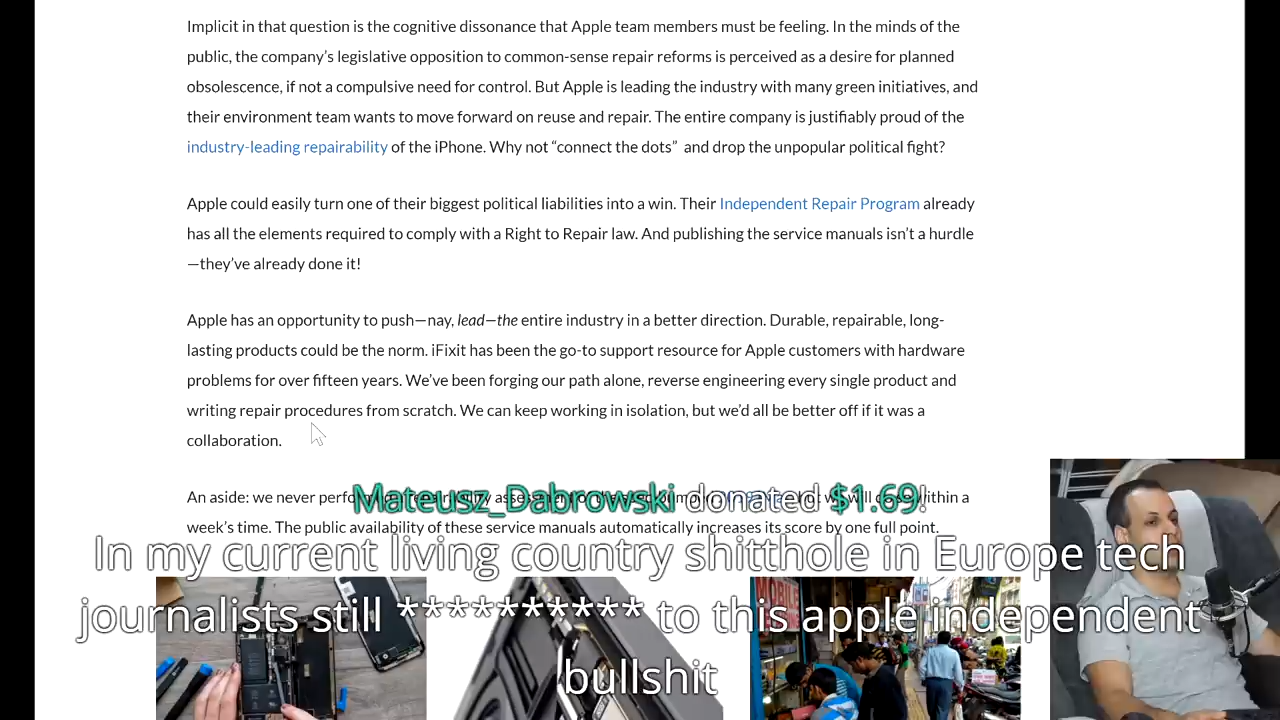 Implicit in that question is the cognitive dissonance that Apple team members must be feeling. In the minds of the
public, the company’s legislative opposition to common-sense repair reforms is perceived as a desire for planned
obsolescence, if not a compulsive need for control. But Apple is leading the industry with many green initiatives, and
their environment team wants to move forward on reuse and repair. The entire company is justifiably proud of the
industry-leading repairability of the iPhone. Why not “connect the dots” and drop the unpopular political fight?
Apple could easily turn one of their biggest political liabilities into a win. Their Independent Repair Program already
has all the elements required to comply with a Right to Repair law. And publishing the service manuals isn’t a hurdle
—they’ve already done it!
Apple has an opportunity to push—nay, lead—the entire industry in a better direction. Durable, repairable, long-
lasting products could be the norm. iFixit has been the go-to support resource for Apple customers with hardware
problems for over fifteen years. We’ve been forging our path alone, reverse engineering every single product and
writing repair procedures from scratch. We can keep working in isolation, but we’d all be better off if it was a
collaboration.
An aside: we never will within a
Mateusz_Dabrowski donated $1.69!
week’s time. The public availability of these service manuals automatically increases its score by one full point.
In my current living country shitthole in Europe tech
journalists still ********** to this apple independent
bullshit
MOBILE